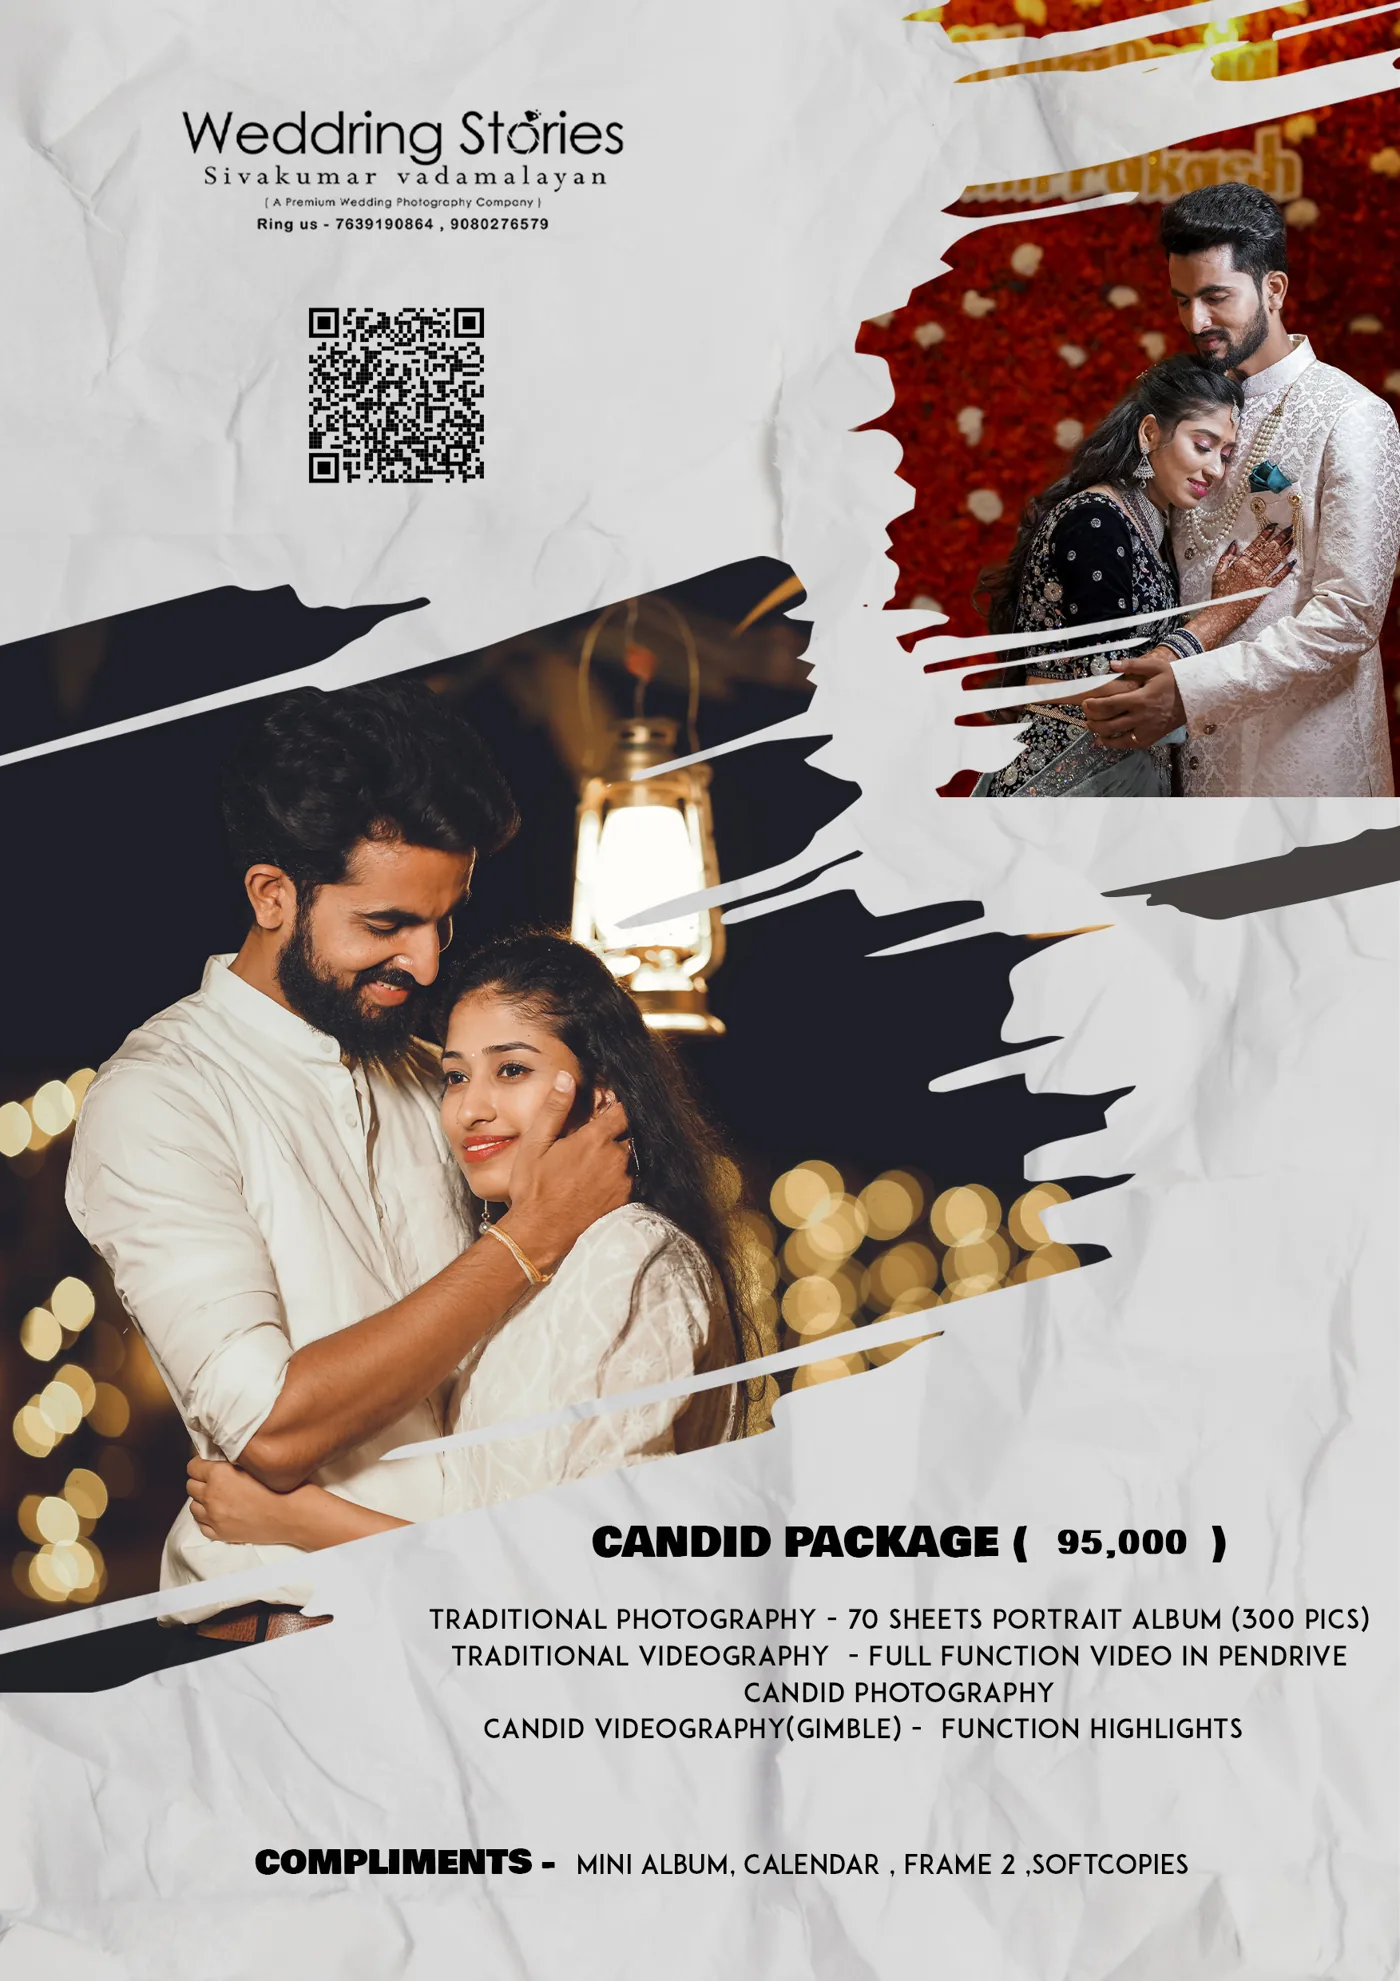 Weddring Stories
Sivakumar vadamalayan
( A Premium Wedding Photography Company )
Ring us - 7639190864 , 9080276579
CANDID PACKAGE ( 95,000 )
TRADITIONAL PHOTOGRAPHY - 70 SHEETS PORTRAIT ALBUM (300 PICS)
TRADITIONAL VIDEOGRAPHY - FULL FUNCTION VIDEO IN PENDRIVE
CANDID PHOTOGRAPHY
CANDID VIDEOGRAPHY(GIMBLE) - FUNCTION HIGHLIGHTS
COMPLIMENTS - MINI ALBUM, CALENDAR , FRAME 2 ,SOFTCOPIES